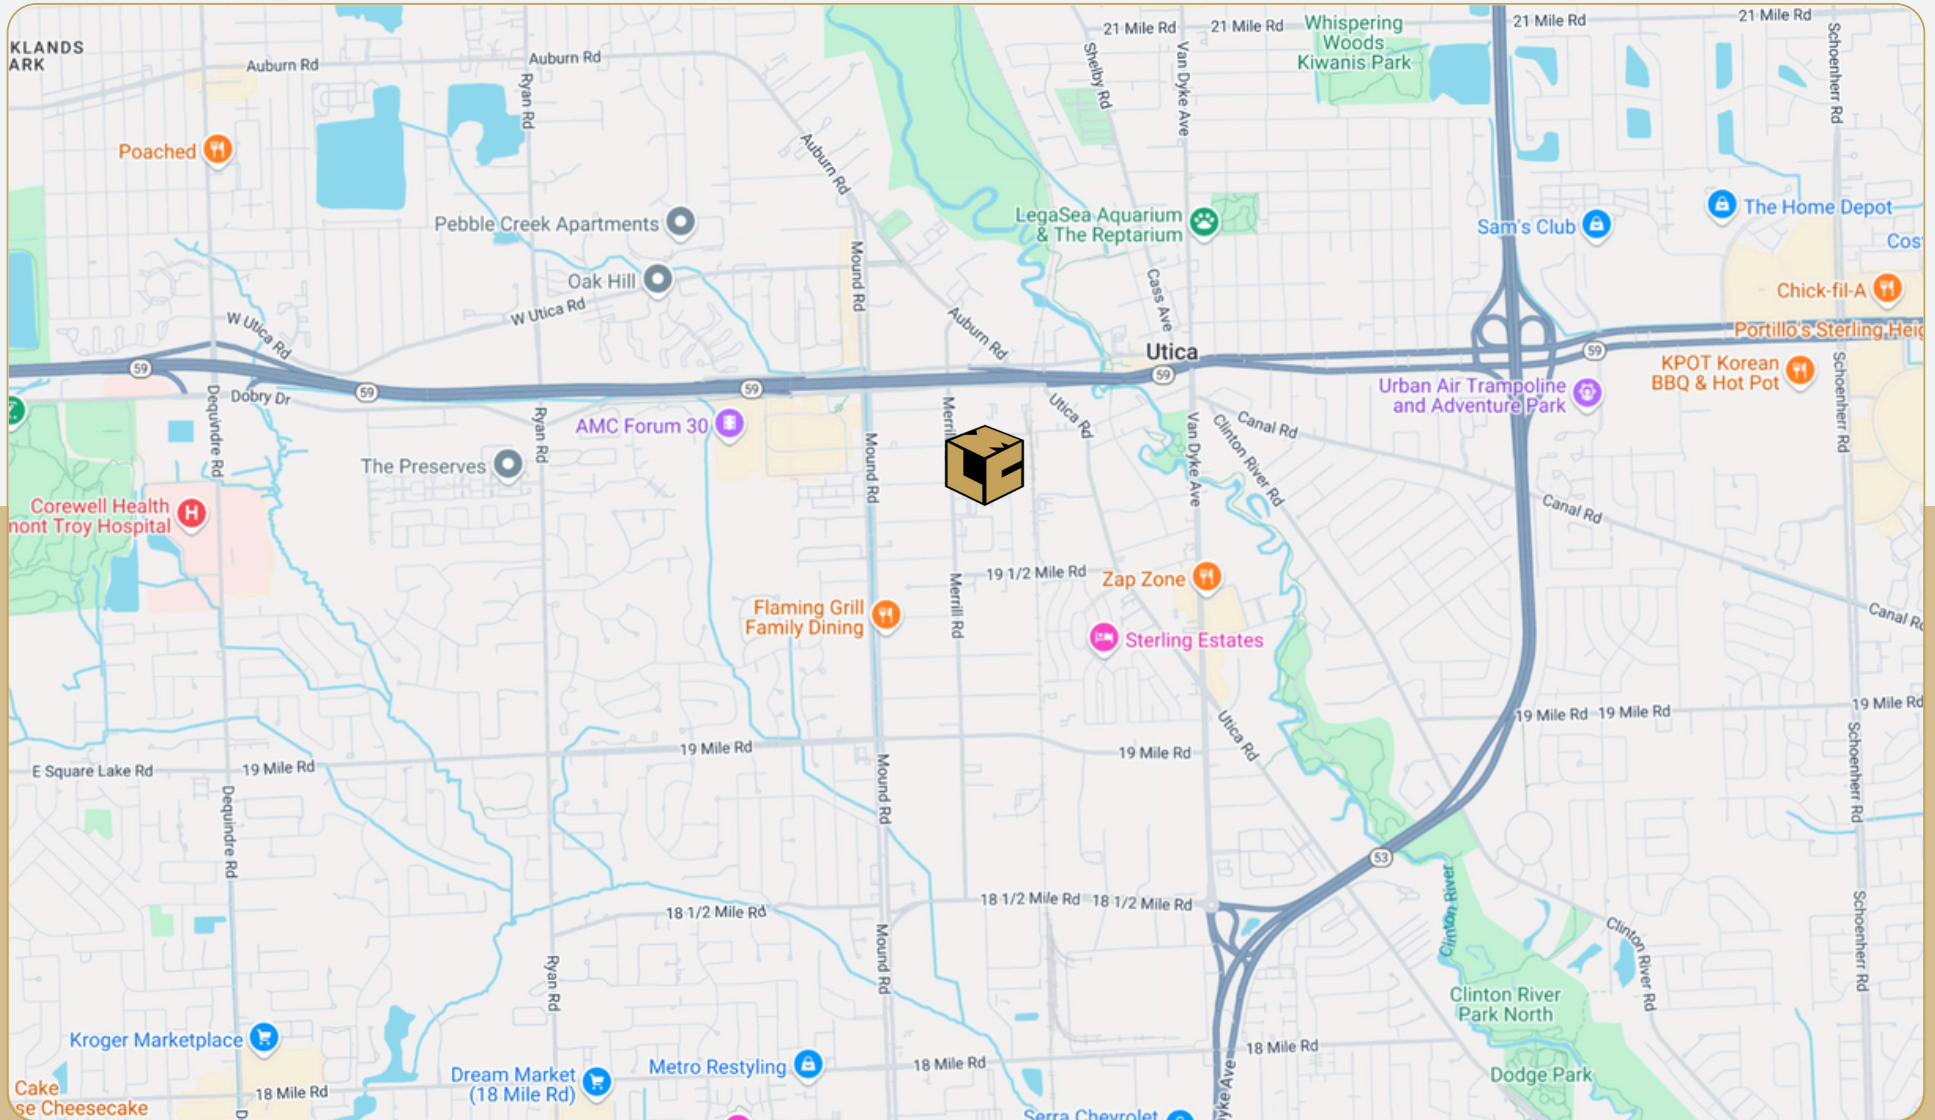 21 Mile Rd
21 Mile Rd
21 Mile Rd
21 Mile Rd
Whispering
Woods
Kiwanis Park
KLANDS
ARK
Auburn Rd
Auburn Rd
Ryan Rd
Shelby Rd
Van Dyke Ave
Schoenherr Rd
Poached
Auburn Rd
Pebble Creek Apartments
LegaSea Aquarium
& The Reptarium
Sam's Club
The Home Depot
Cos
Oak Hill
Mound Rd
Cass Ave
Chick-fil-A
W Utica Rd
W Utica Rd
Auburn Rd
Portillo's Sterling Heig
Utica
59
59
59
59
59
KPOT Korean
BBQ & Hot Pot
Urban Air Trampoline
and Adventure Park
Schoenherr Rd
Dobry Dr
Dequindre Rd
Ryan Rd
AMC Forum 30
Merrill
Utica Rd
Van Dyke Ave
Canal Rd
Clinton River Rd
The Preserves
Mound Rd
Corewell Health
mont Troy Hospital
H
Canal Rd
19 1/2 Mile Rd
Zap Zone
Flaming Grill
Family Dining
Merrill Rd
Sterling Estates
Canal Rd
19 Mile Rd
19 Mile Rd
19 Mile Rd
Utica Rd
19 Mile Rd
19 Mile Rd
E Square Lake Rd
19 Mile Rd
Dequindre Rd
Mound Rd
Schoenherr Rd
53
18 1/2 Mile Rd
18 1/2 Mile Rd
18 1/2 Mile Rd
Clinton River
Clinton River Rd
Schoenherr Rd
Ryan Rd
Mound Rd
Clinton River
Park North
Kroger Marketplace
Metro Restyling
18 Mile Rd
18 Mile Rd
Dream Market
(18 Mile Rd)
Dodge Park
Cake
se Cheesecake
18 Mile Rd
D
yke Ave
Serra Chevrolet